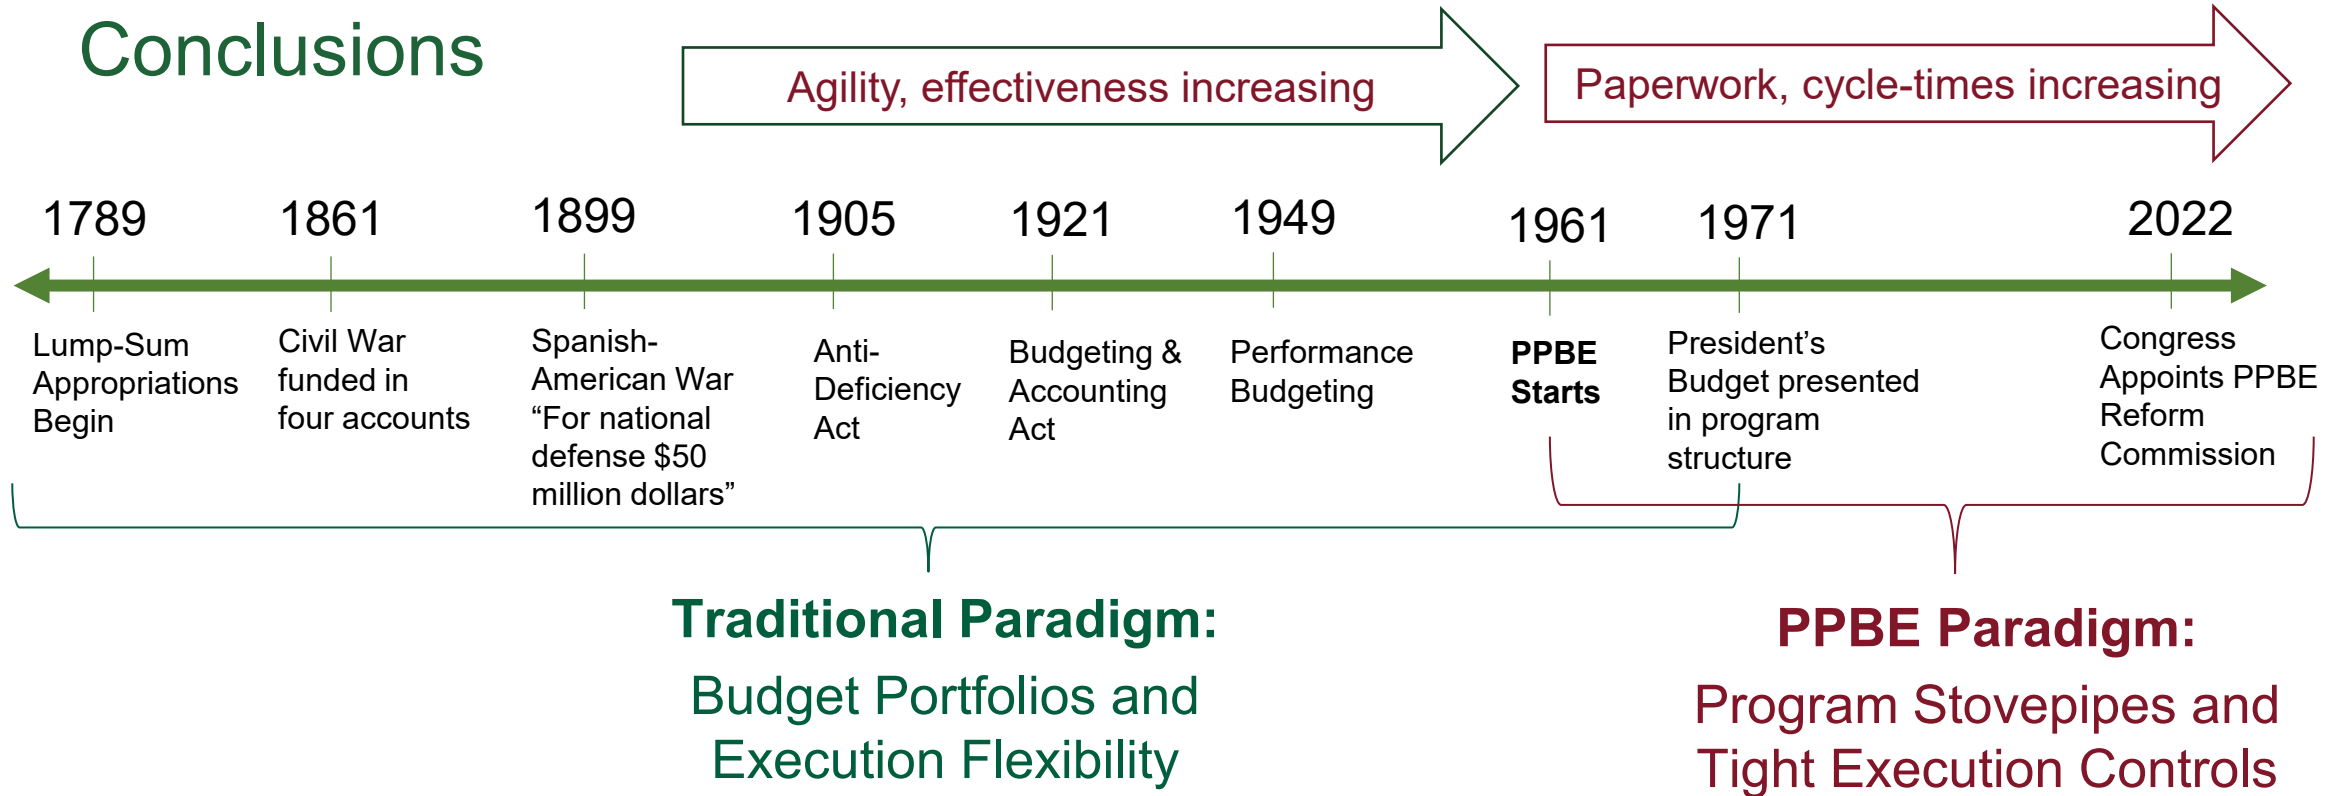 Conclusions
Agility, effectiveness increasing
Paperwork, cycle-times increasing
1789
1861
1899
1905
1921
1949
1961
1971
2022
Lump-Sum
Appropriations
Begin
Civil War
funded in
four accounts
Spanish-
American War
“For national
defense $50
million dollars”
Anti-
Deficiency
Act
Budgeting &
Accounting
Act
Performance
Budgeting
PPBE
Starts
President’s
Budget presented
in program
structure
Congress
Appoints PPBE
Reform
Commission
Traditional Paradigm:
Budget Portfolios and
Execution Flexibility
PPBE Paradigm:
Program Stovepipes and
Tight Execution Controls